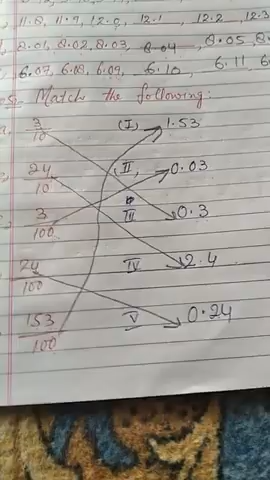 11.8, 11.9, 12.0, 12.1, 12.2, 12.3
8.01, 8.02, 8.03, 8.04, 8.05, 8
6.07, 6.08, 6.09, 6.10, 6.11 6
Match the following:
3/10 (I) 1.53
24/10 II, 0.03
3/100 III 0.3
24/100 IV 2.4
153/100 V 0.24